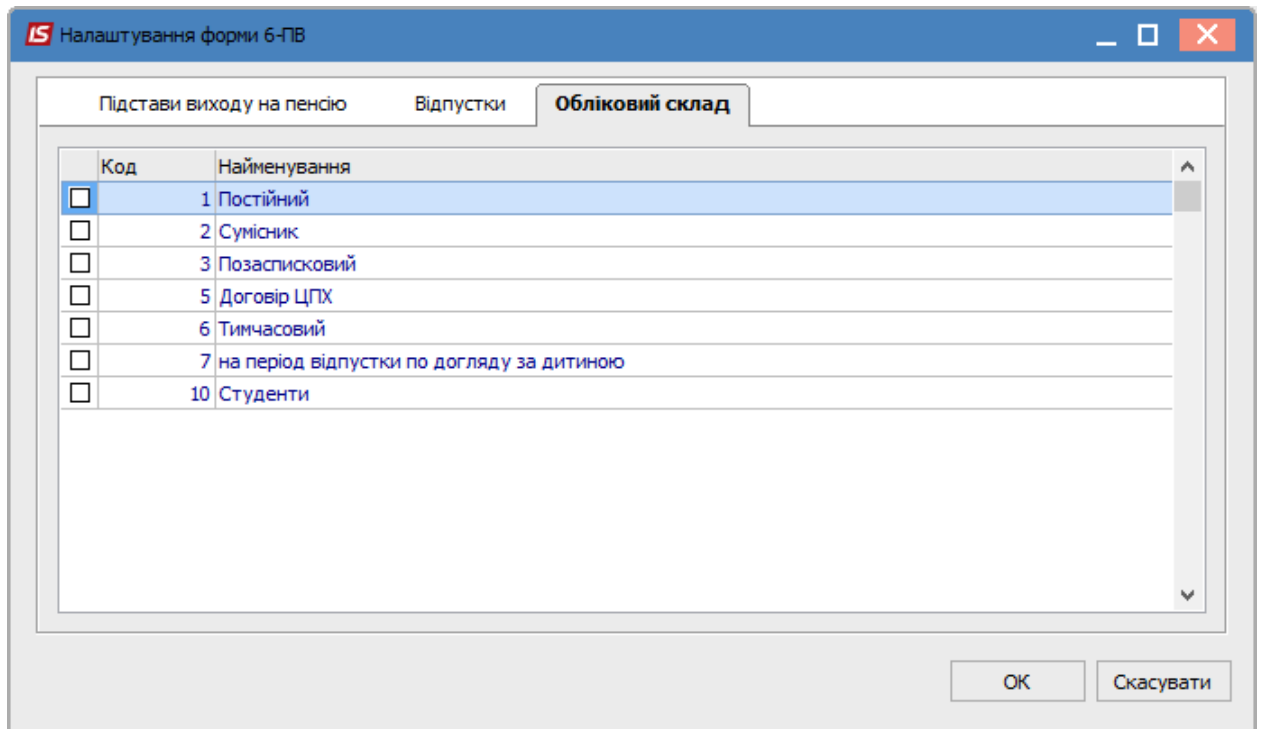 IS Налаштування форми 6-ПВ
Підстави виходу на пенсію Відпустки Обліковий склад
Код Найменування
1 Постійний
2 Сумісник
3 Позасписковий
5 Договір ЦПХ
6 Тимчасовий
7 на період відпустки по догляду за дитиною
10 Студенти
ОК Скасувати